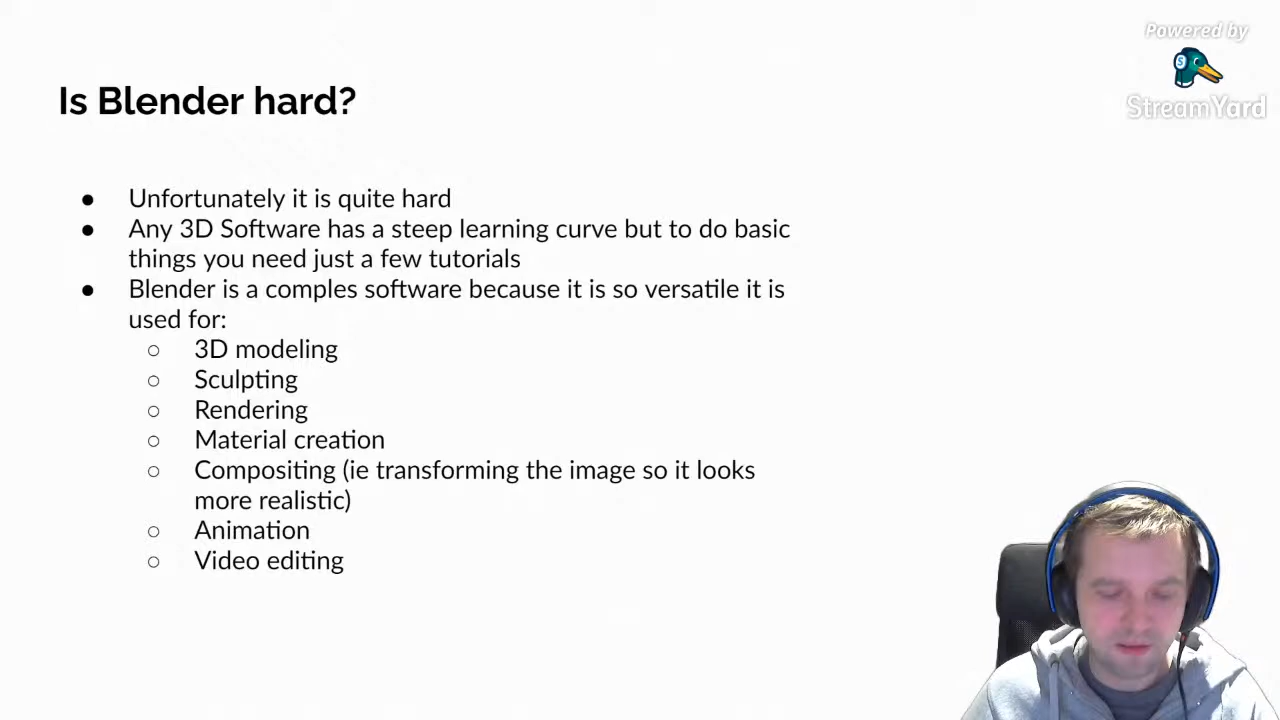 Powered by
StreamYard
Is Blender hard?
● Unfortunately it is quite hard
● Any 3D Software has a steep learning curve but to do basic
things you need just a few tutorials
● Blender is a comples software because it is so versatile it is
used for:
○ 3D modeling
○ Sculpting
○ Rendering
○ Material creation
○ Compositing (ie transforming the image so it looks
more realistic)
○ Animation
○ Video editing